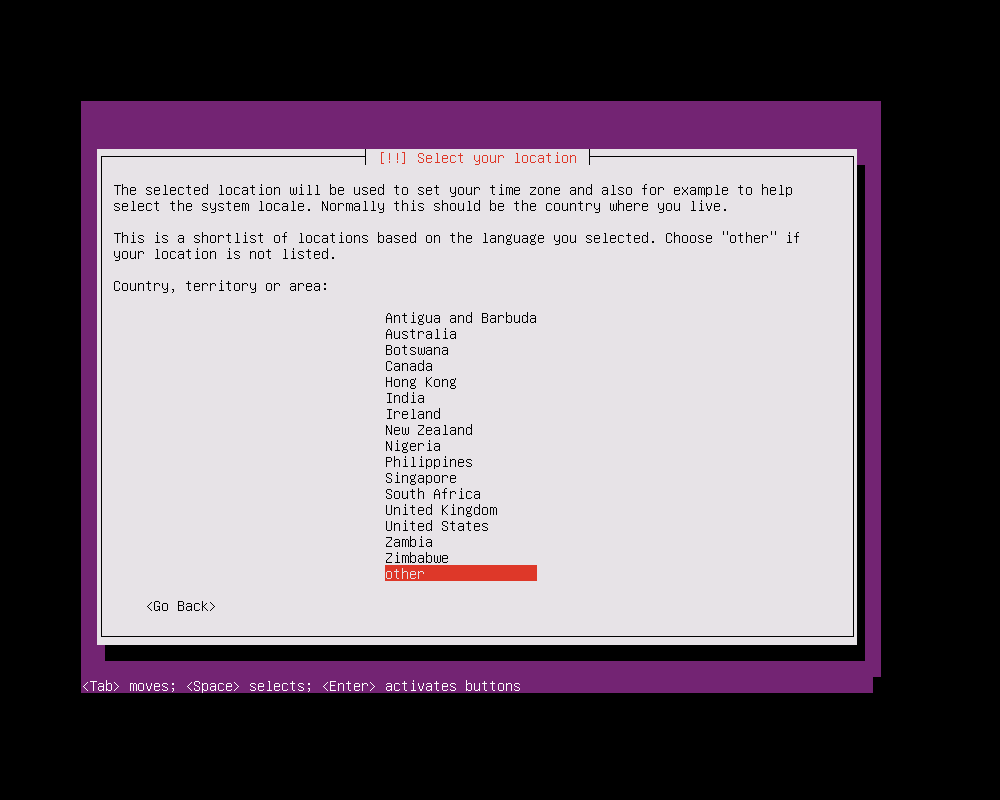 [!!] Select your location
The selected location will be used to set your time zone and also for example to help
select the system locale. Normally this should be the country where you live.
This is a shortlist of locations based on the language you selected. Choose "other" if
your location is not listed.
Country, territory or area:
Antigua and Barbuda
Australia
Botswana
Canada
Hong Kong
India
Ireland
New Zealand
Nigeria
Philippines
Singapore
South Africa
United Kingdom
United States
Zambia
Zimbabwe
other
<Go Back>
<Tab> moves; <Space> selects; <Enter> activates buttons